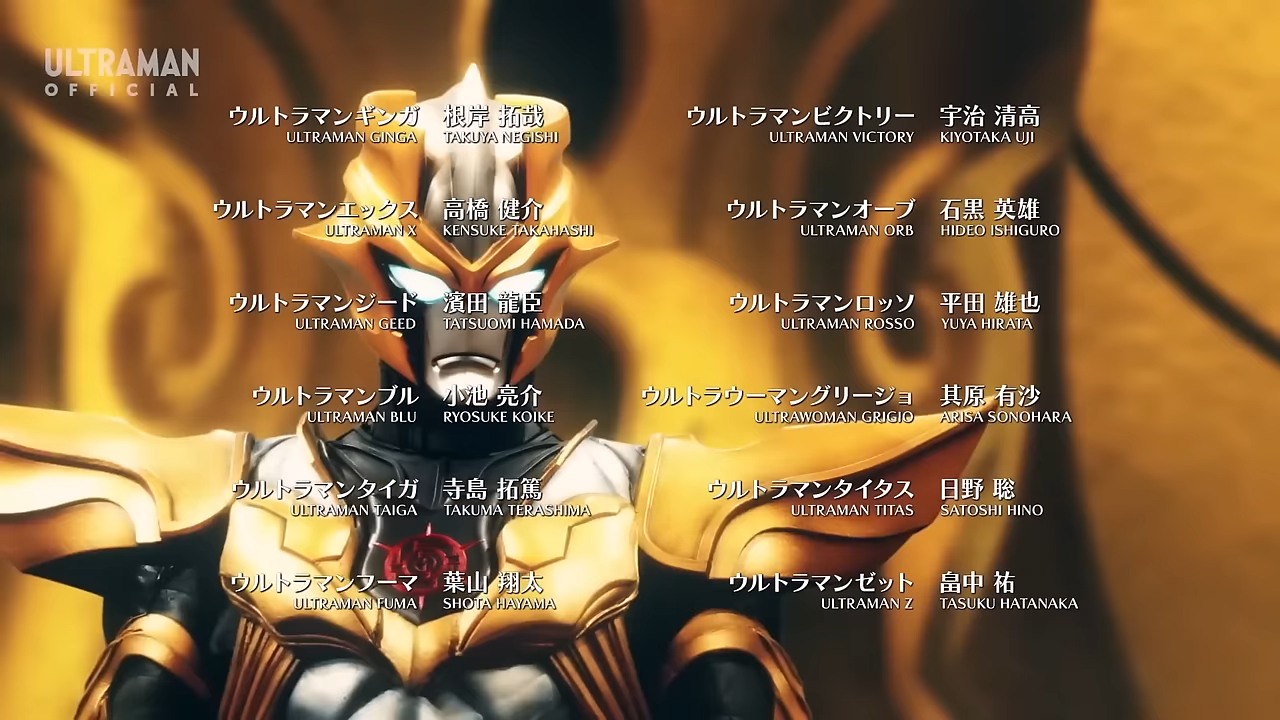 ULTRAMAN
OFFICIAL
ウルトラマンギンガ 根岸 拓哉 ウルトラマンビクトリー 宇治 清高
ULTRAMAN GINGA TAKUYA NEGISHI ULTRAMAN VICTORY KIYOTAKA UJI
ウルトラマンエックス 高橋 健介 ウルトラマンオーブ 石黒 英雄
ULTRAMAN X KENSUKE TAKAHASHI ULTRAMAN ORB HIDEO ISHIGURO
ウルトラマンジード 濱田 龍臣 ウルトラマンロッソ 平田 雄也
ULTRAMAN GEED TATSUOMI HAMADA ULTRAMAN ROSSO YUYA HIRATA
ウルトラマンブル 小池 亮介 ウルトラウーマングリージョ 其原 有沙
ULTRAMAN BLU RYOSUKE KOIKE ULTRAWOMAN GRIGIO ARISA SONOHARA
ウルトラマンタイガ 寺島 拓篤 ウルトラマンタイタス 日野 聡
ULTRAMAN TAIGA TAKUMA TERASHIMA ULTRAMAN TITAS SATOSHI HINO
ウルトラマンフーマ 葉山 翔太 ウルトラマンゼット 畠中 祐
ULTRAMAN FUMA SHOTA HAYAMA ULTRAMAN Z TASUKU HATANAKA